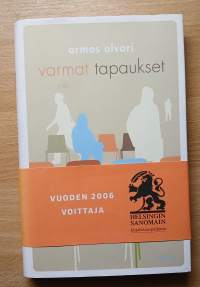 armas alvari
varmat tapaukset
VUODEN 2006
VOITTAJA
HELSINGIN
SANOMAIN